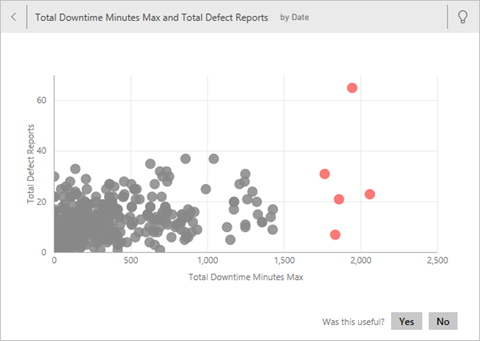 Total Downtime Minutes Max and Total Defect Reports by Date
Total Defect Reports
60
40
20
0
0 500 1,000 1,500 2,000 2,500
Total Downtime Minutes Max
Was this useful? Yes No